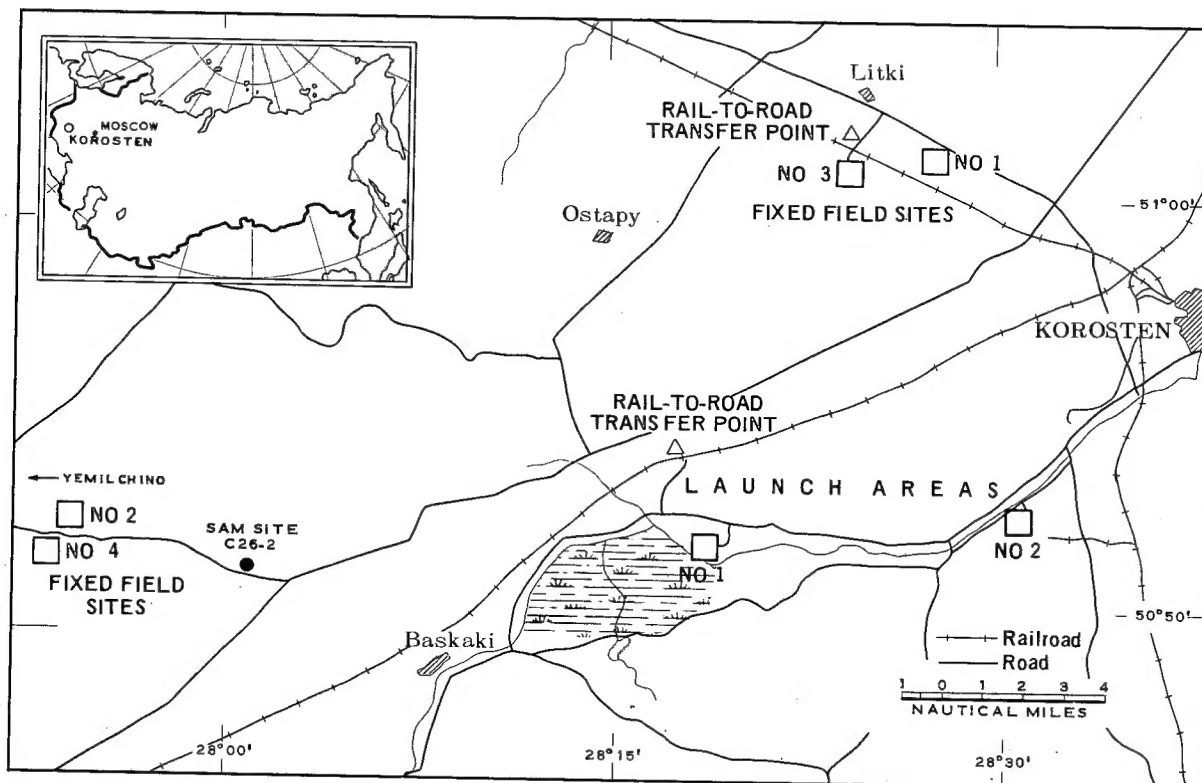 MOSCOW
KOROSTEN
Litki
RAIL-TO-ROAD
TRANSFER POINT
NO 3
NO 1
FIXED FIELD SITES
51°00'
Ostapy
KOROSTEN
RAIL-TO-ROAD
TRANSFER POINT
LAUNCH AREAS
YEMILCHINO
NO 2
SAM SITE
C26-2
NO 4
FIXED FIELD
SITES
NO 1
NO 2
50°50'
Baskaki
Railroad
Road
1 0 1 2 3 4
NAUTICAL MILES
28°00'
28°15'
28°30'